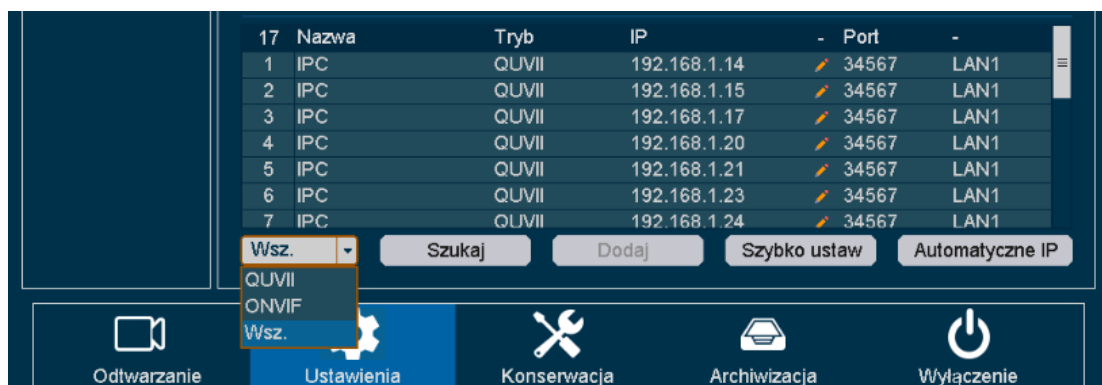 17 Nazwa Tryb IP - Port -
1 IPC QUVII 192.168.1.14 34567 LAN1
2 IPC QUVII 192.168.1.15 34567 LAN1
3 IPC QUVII 192.168.1.17 34567 LAN1
4 IPC QUVII 192.168.1.20 34567 LAN1
5 IPC QUVII 192.168.1.21 34567 LAN1
6 IPC QUVII 192.168.1.23 34567 LAN1
7 IPC QUVII 192.168.1.24 34567 LAN1
Wsz. Szukaj Dodaj Szybko ustaw Automatyczne IP
QUVII
ONVIF
Wsz.
Odtwarzanie Ustawienia Konserwacja Archiwizacja Wyłączenie